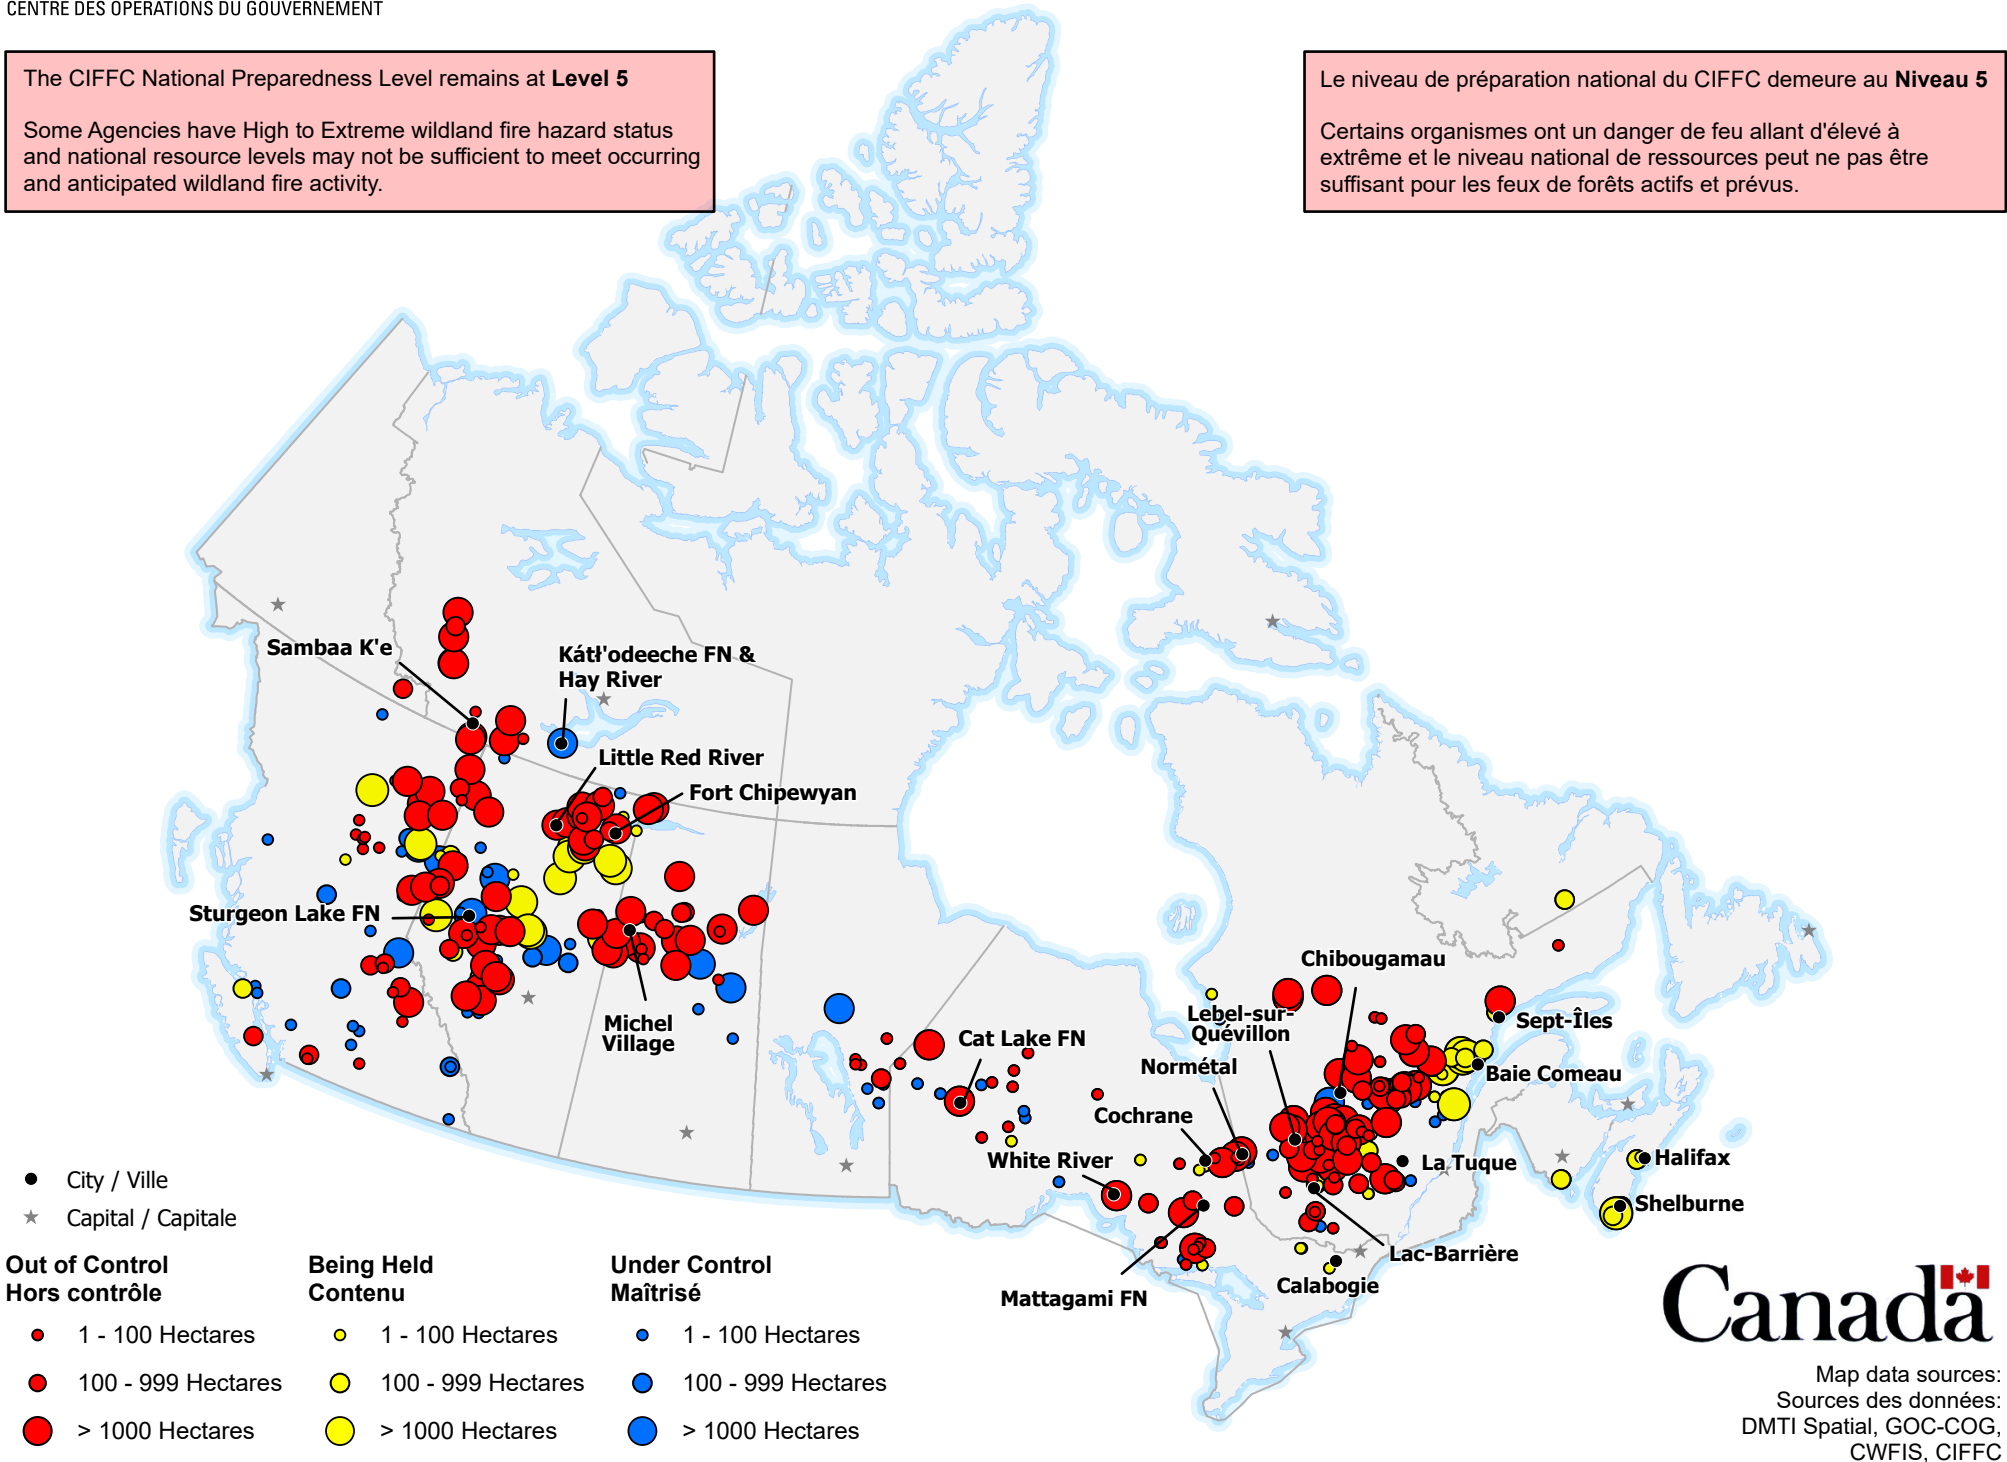 CENTRE DES OPÉRATIONS DU GOUVERNEMENT
The CIFFC National Preparedness Level remains at Level 5
Some Agencies have High to Extreme wildland fire hazard status
and national resource levels may not be sufficient to meet occurring
and anticipated wildland fire activity.
Le niveau de préparation national du CIFFC demeure au Niveau 5
Certains organismes ont un danger de feu allant d'élevé à
extrême et le niveau national de ressources peut ne pas être
suffisant pour les feux de forêts actifs et prévus.
Sambaa K'e
Kátł'odeeche FN &
Hay River
Little Red River
Fort Chipewyan
Sturgeon Lake FN
Michel
Village
Cat Lake FN
Chibougamau
Lebel-sur-
Quévillon
Normétal
Cochrane
White River
Mattagami FN
Sept-Îles
Baie Comeau
La Tuque
Halifax
Shelburne
Lac-Barrière
Calabogie
City / Ville
Capital / Capitale
Out of Control
Hors contrôle
1 - 100 Hectares
100 - 999 Hectares
> 1000 Hectares
Being Held
Contenu
1 - 100 Hectares
100 - 999 Hectares
> 1000 Hectares
Under Control
Maîtrisé
1 - 100 Hectares
100 - 999 Hectares
> 1000 Hectares
Canada
Map data sources:
Sources des données:
DMTI Spatial, GOC-COG,
CWFIS, CIFFC